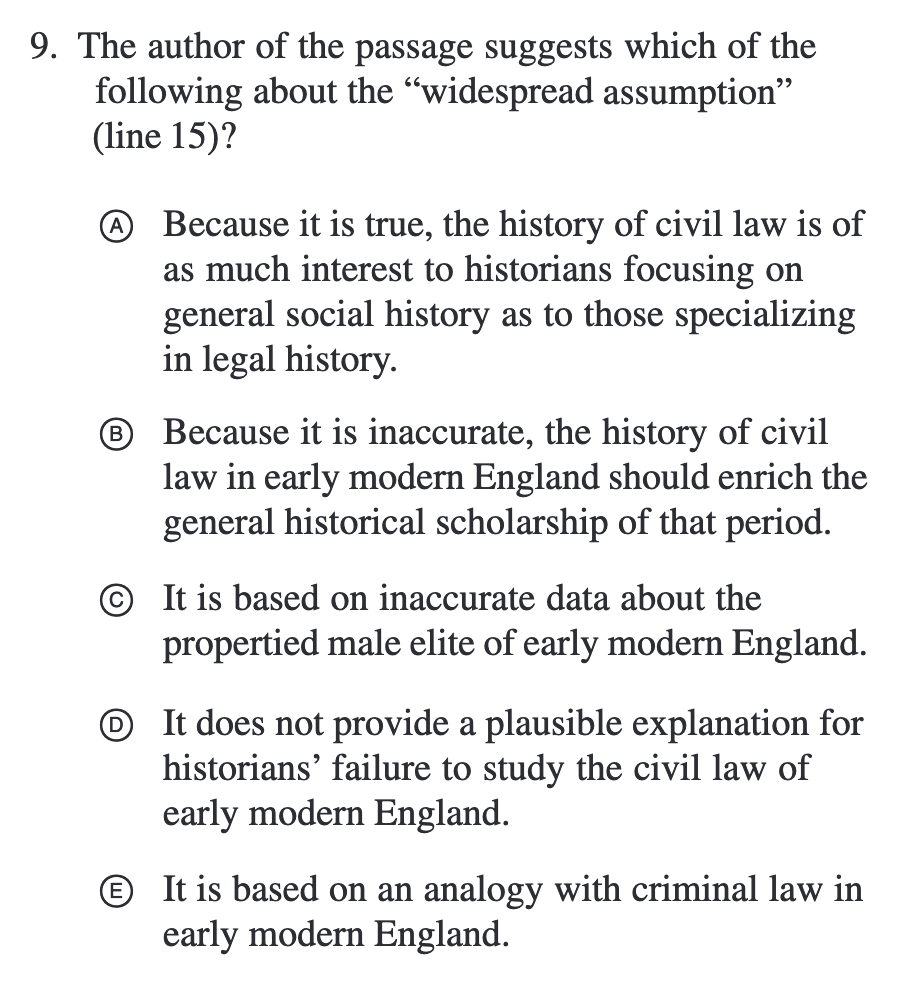 9. The author of the passage suggests which of the
following about the “widespread assumption”
(line 15)?
Ⓐ Because it is true, the history of civil law is of
as much interest to historians focusing on
general social history as to those specializing
in legal history.
Ⓑ Because it is inaccurate, the history of civil
law in early modern England should enrich the
general historical scholarship of that period.
Ⓒ It is based on inaccurate data about the
propertied male elite of early modern England.
Ⓓ It does not provide a plausible explanation for
historians’ failure to study the civil law of
early modern England.
Ⓔ It is based on an analogy with criminal law in
early modern England.